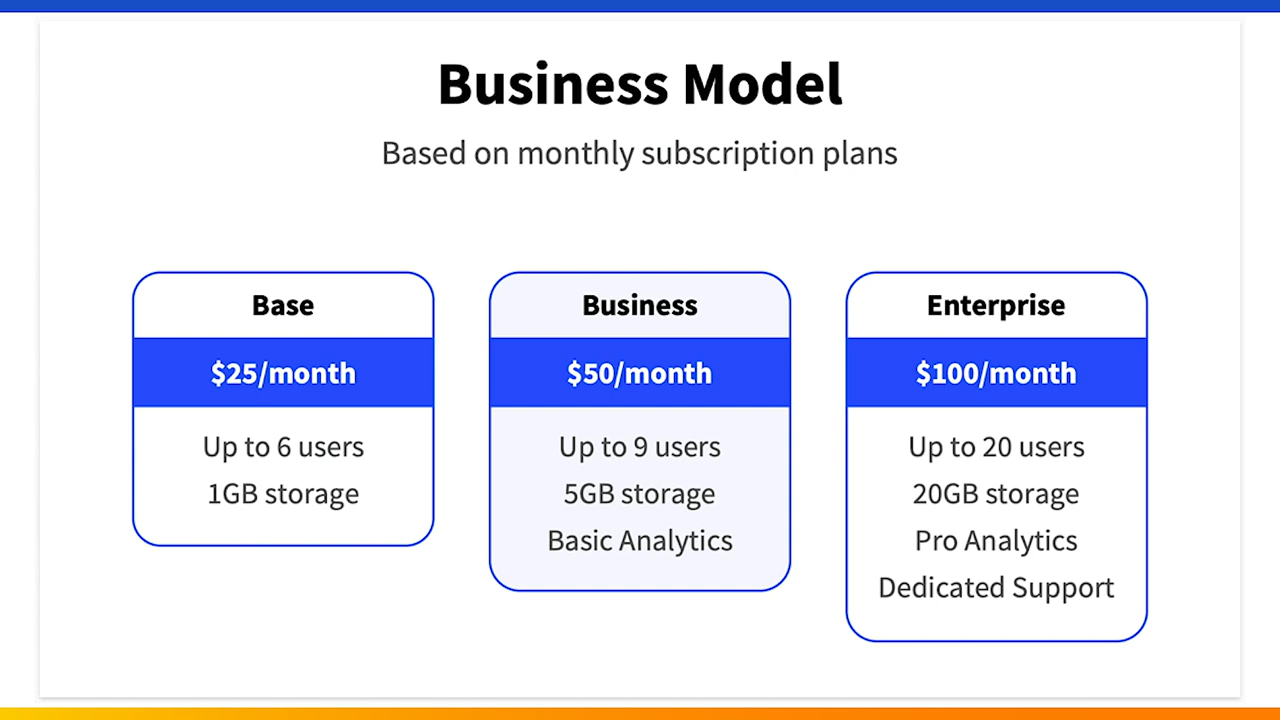 Business Model
Based on monthly subscription plans
Base
$25/month
Up to 6 users
1GB storage
Business
$50/month
Up to 9 users
5GB storage
Basic Analytics
Enterprise
$100/month
Up to 20 users
20GB storage
Pro Analytics
Dedicated Support